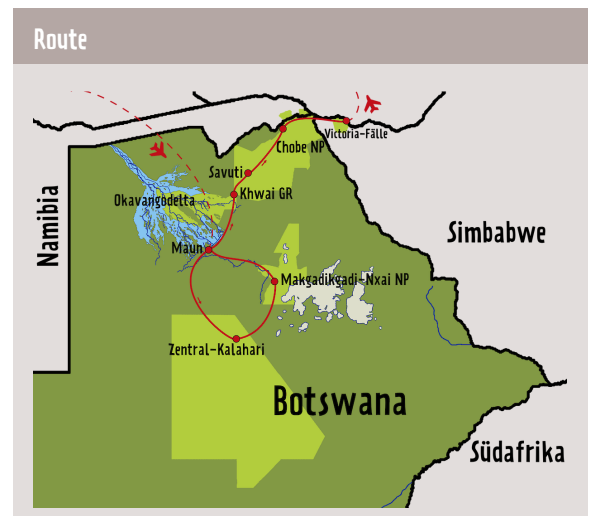 Route
Victoria-Fälle
Chobe NP
Savuti
Khwai GR
Okavangodelta
Namibia
Simbabwe
Maun
Makgadikgadi-Nxai NP
Zentral-Kalahari
Botswana
Südafrika